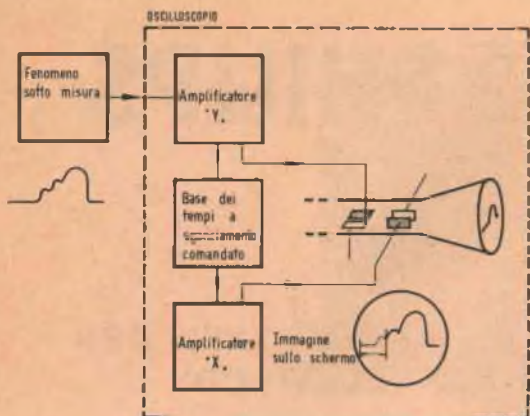 OSCILLOSCOPIO
Fenomeno
sotto misura
Amplificatore
"Y"
Base dei
tempi a
comandato
Amplificatore
"X"
Immagine
sullo schermo